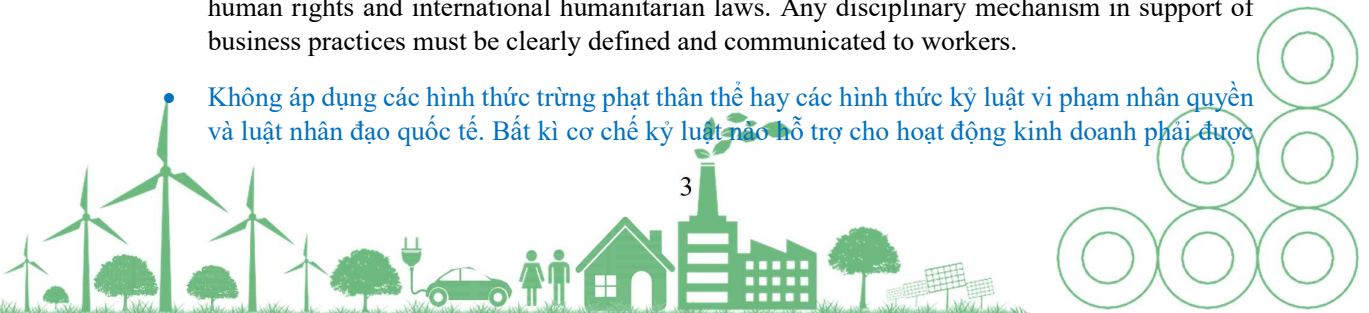 human rights and international humanitarian laws. Any disciplinary mechanism in support of
business practices must be clearly defined and communicated to workers.
• Không áp dụng các hình thức trừng phạt thân thể hay các hình thức kỷ luật vi phạm nhân quyền
và luật nhân đạo quốc tế. Bất kì cơ chế kỷ luật nào hỗ trợ cho hoạt động kinh doanh phải được
3